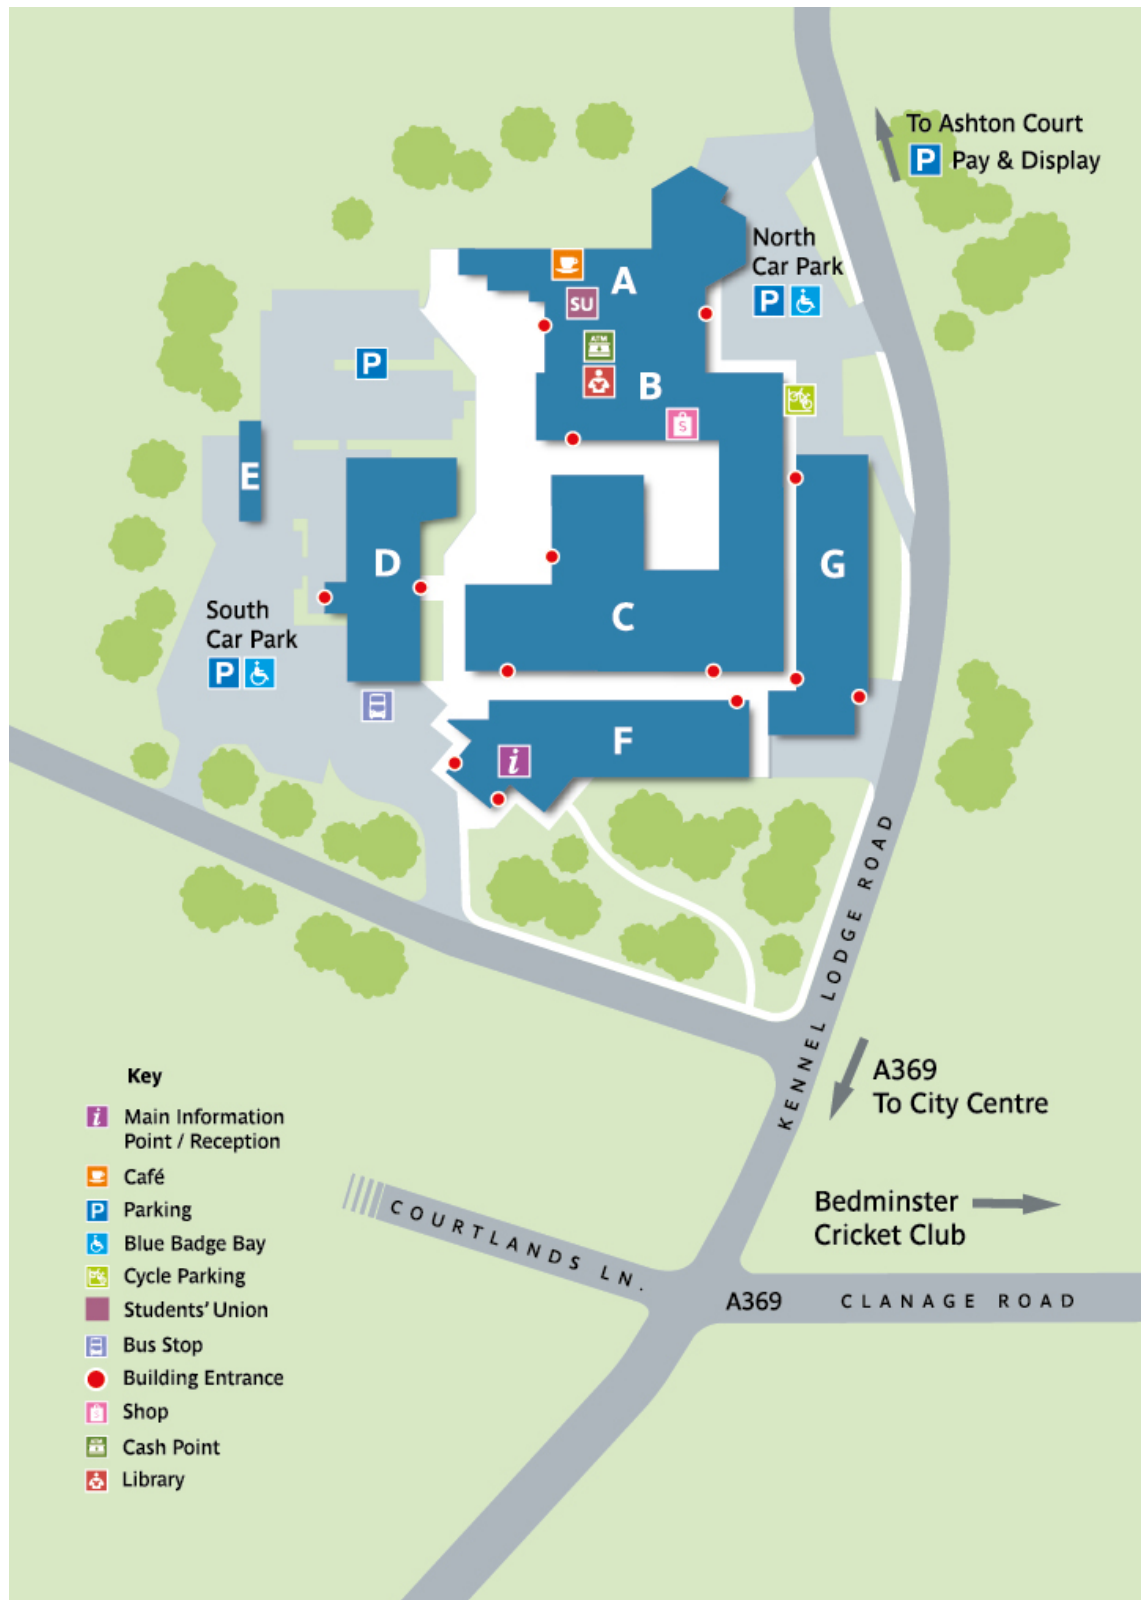 To Ashton Court
P Pay & Display
North
Car Park
P
A
SU
ATM
B
S
P
E
D
G
C
South
Car Park
P
F
i
KENNEL LODGE ROAD
A369
To City Centre
Bedminster
Cricket Club
COURTLANDS LN.
A369 CLANAGE ROAD
Key
i Main Information
Point / Reception
Café
P Parking
Blue Badge Bay
Cycle Parking
Students' Union
Bus Stop
Building Entrance
S Shop
ATM Cash Point
Library